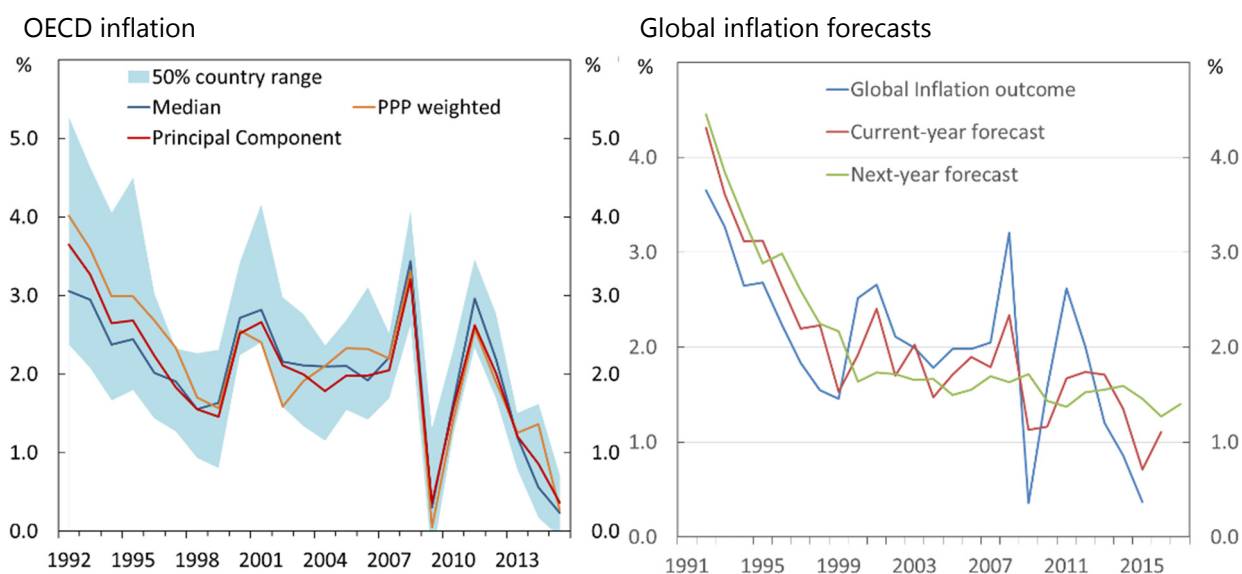 OECD inflation
%
%
50% country range
Median
PPP weighted
Principal Component
5.0
5.0
4.0
4.0
3.0
3.0
2.0
2.0
1.0
1.0
0.0
0.0
1992 1995 1998 2001 2004 2007 2010 2013
Global inflation forecasts
%
%
Global Inflation outcome
Current-year forecast
Next-year forecast
4.0
4.0
3.0
3.0
2.0
2.0
1.0
1.0
0.0
0.0
1991 1995 1999 2003 2007 2011 2015